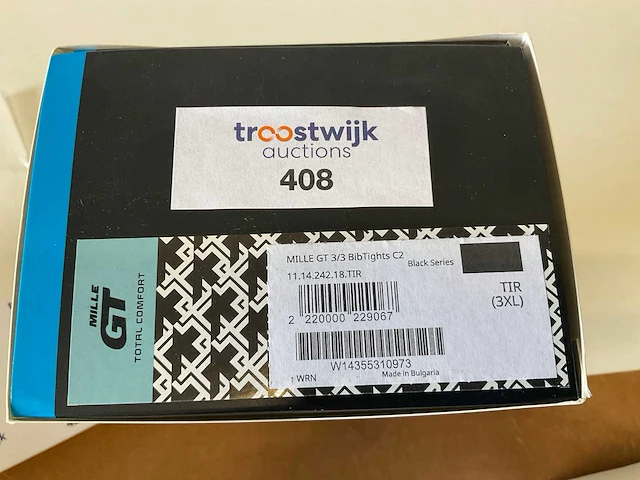 troostwijk
auctions
408
MILLE
GT
TOTAL COMFORT
MILLE GT 3/3 BibTights C2
Black Series
11.14.242.18.TIR
TIR
(3XL)
2 220000 229067
W14355310973
1 WRN
Made in Bulgaria